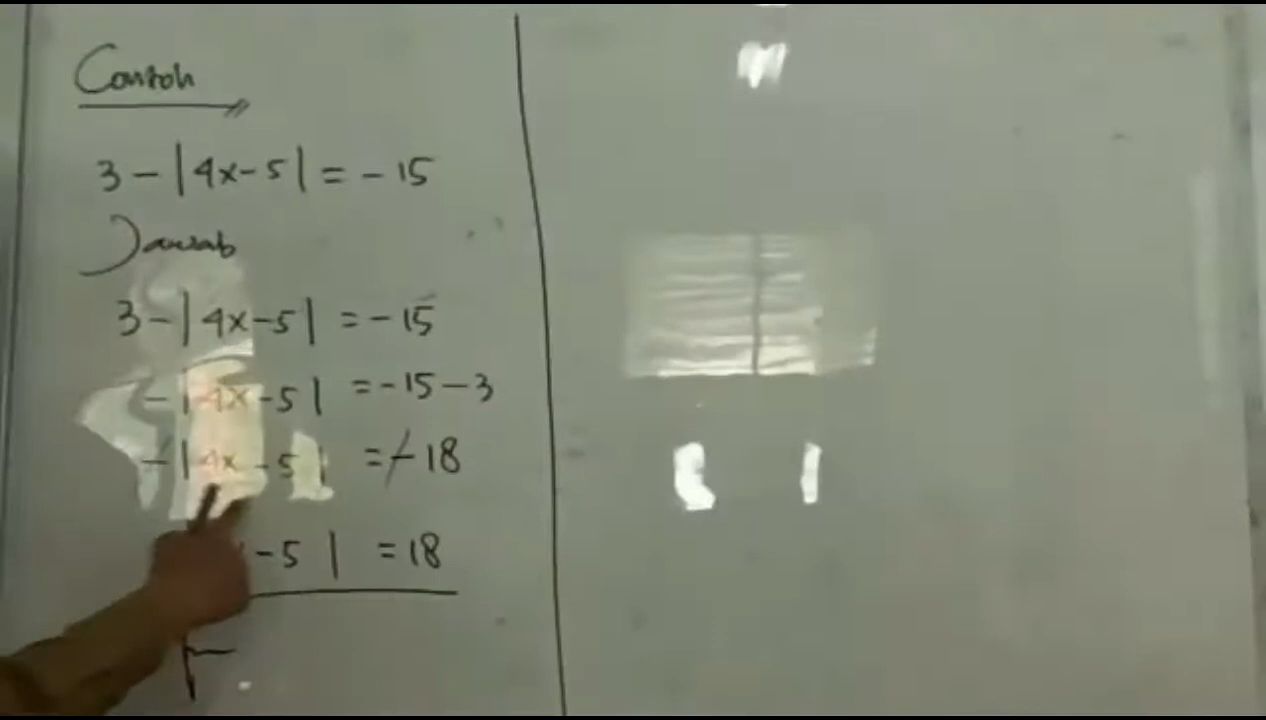 Contoh
3 - |4x - 5| = - 15
Jawab
3 - |4x - 5| = - 15
- |4x - 5| = - 15 - 3
- |4x - 5| = - 18
- 5 | = 18